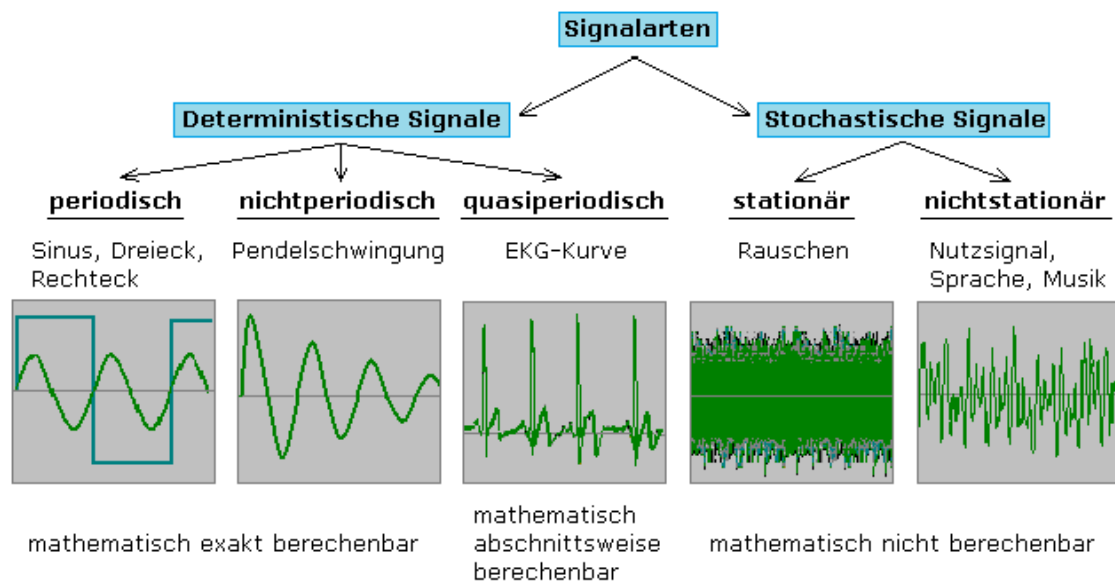 Signalarten
Deterministische Signale
Stochastische Signale
periodisch
nichtperiodisch
quasiperiodisch
stationär
nichtstationär
Sinus, Dreieck,
Rechteck
Pendelschwingung
EKG-Kurve
Rauschen
Nutzsignal,
Sprache, Musik
mathematisch exakt berechenbar
mathematisch
abschnittsweise
berechenbar
mathematisch nicht berechenbar